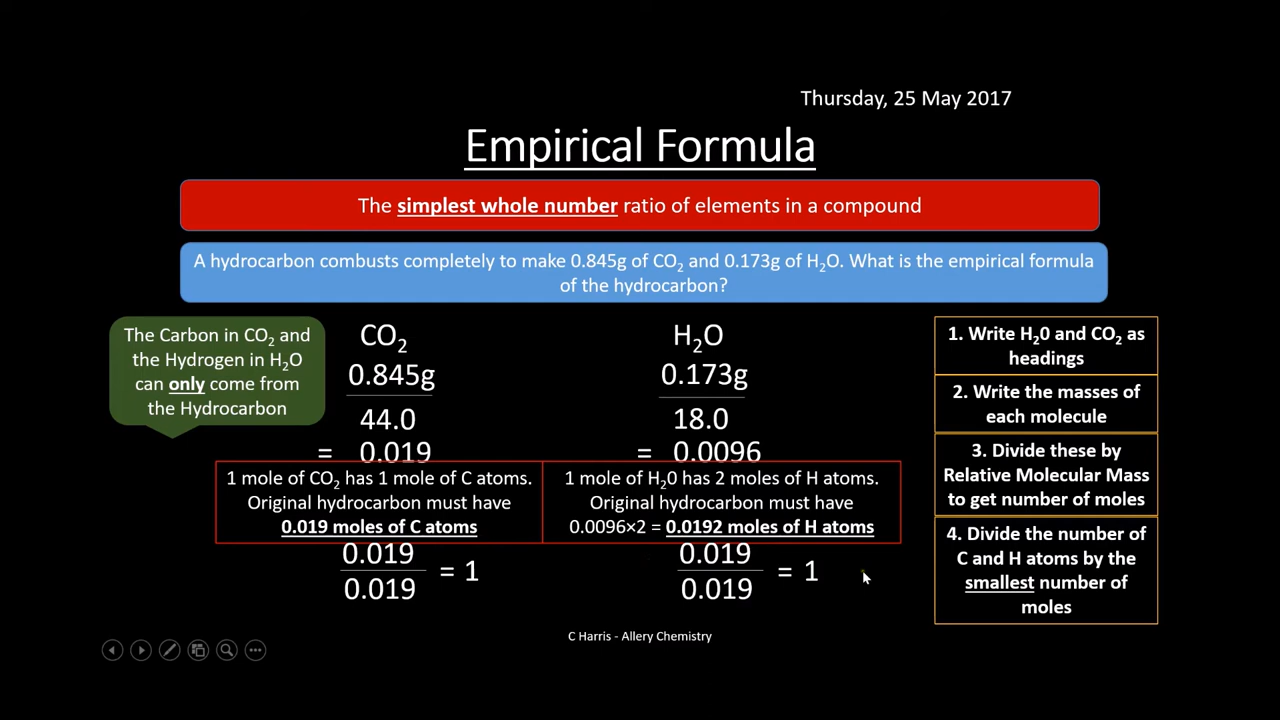 Thursday, 25 May 2017
Empirical Formula
The simplest whole number ratio of elements in a compound
A hydrocarbon combusts completely to make 0.845g of CO₂ and 0.173g of H₂O. What is the empirical formula
of the hydrocarbon?
The Carbon in CO₂ and
the Hydrogen in H₂O
can only come from
the Hydrocarbon
CO₂
0.845g
44.0
= 0.019
1 mole of CO₂ has 1 mole of C atoms.
Original hydrocarbon must have
0.019 moles of C atoms
0.019
0.019
= 1
H₂O
0.173g
18.0
= 0.0096
1 mole of H₂0 has 2 moles of H atoms.
Original hydrocarbon must have
0.0096×2 = 0.0192 moles of H atoms
0.019
0.019
= 1
1. Write H₂0 and CO₂ as
headings
2. Write the masses of
each molecule
3. Divide these by
Relative Molecular Mass
to get number of moles
4. Divide the number of
C and H atoms by the
smallest number of
moles
C Harris - Allery Chemistry